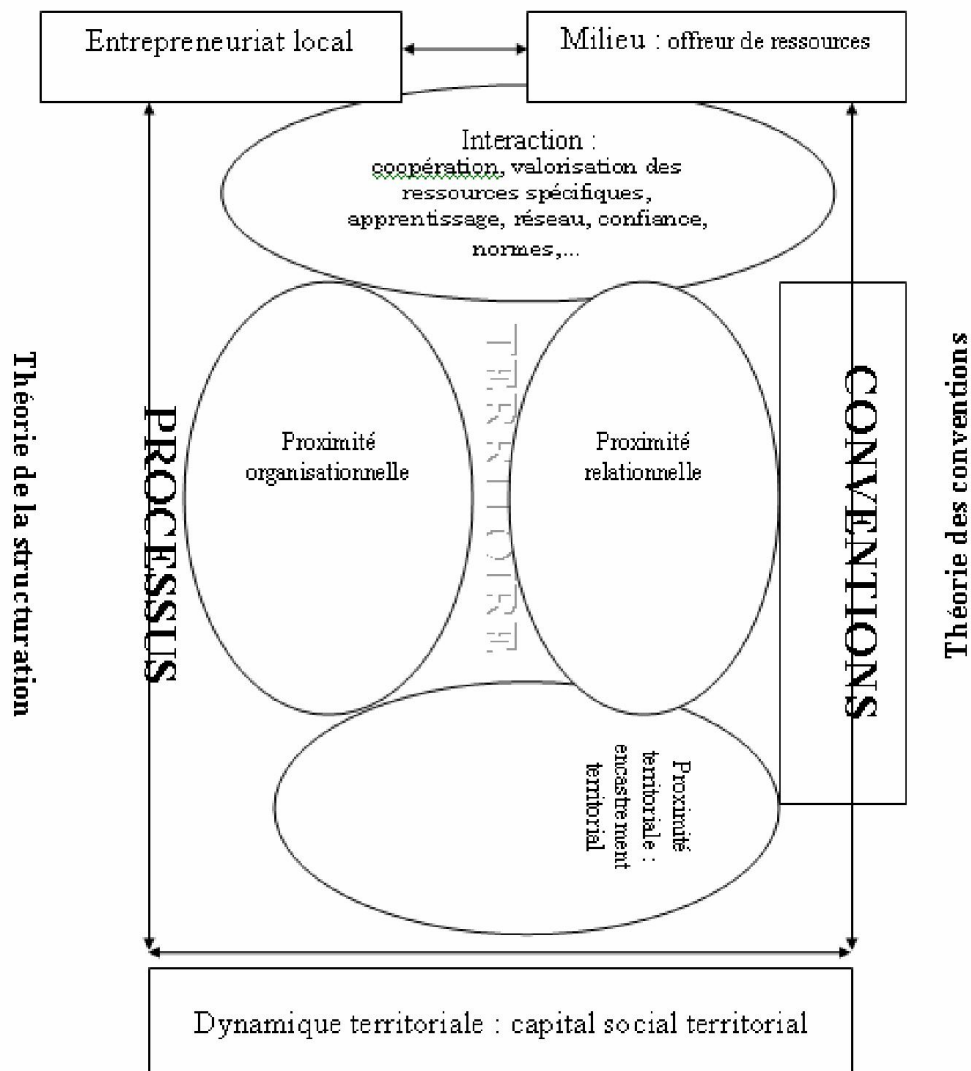 Entrepreneuriat local
Milieu : offreur de ressources
Interaction :
coopération, valorisation des
ressources spécifiques,
apprentissage, réseau, confiance,
normes,...
Théorie de la structuration
PROCESSUS
Proximité
organisationnelle
TERRITOIRE
Proximité
relationnelle
CONVENTIONS
Théorie des conventions
Proximité
territoriale :
encastrement
territorial
Dynamique territoriale : capital social territorial